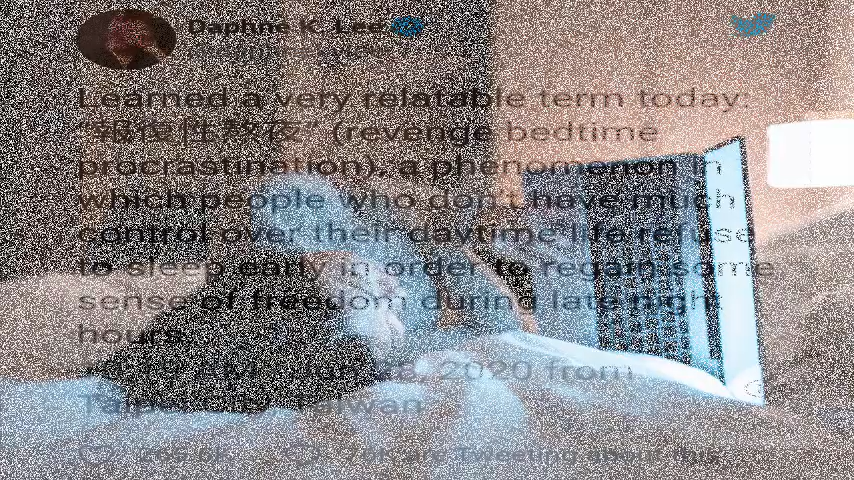 Daphne K. Lee
Learned a very relatable term today:
"報復性熬夜" (revenge bedtime
procrastination), a phenomenon in
which people who don't have much
control over their daytime life refuse
to sleep early in order to regain some
sense of freedom during late night
hours.
2020 from
Taipei City, Taiwan
are Tweeting about this